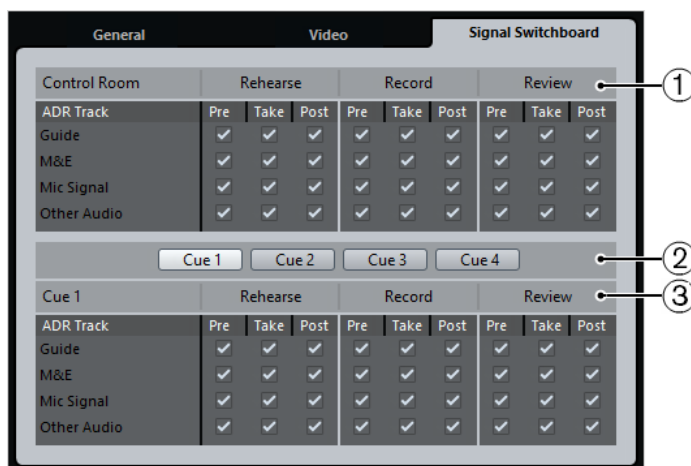 General Video Signal Switchboard
Control Room Rehearse Record Review 1
ADR Track Pre Take Post Pre Take Post Pre Take Post
Guide
M&E
Mic Signal
Other Audio
Cue 1 Cue 2 Cue 3 Cue 4 2
Cue 1 Rehearse Record Review 3
ADR Track Pre Take Post Pre Take Post Pre Take Post
Guide
M&E
Mic Signal
Other Audio